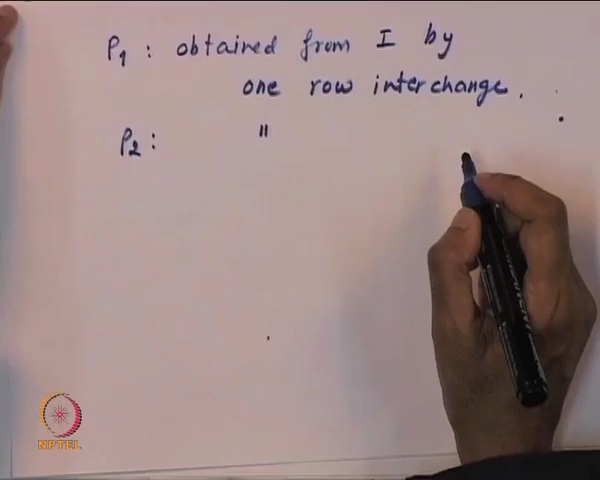 P1 : obtained from I by
one row interchange.
P2 : "
NPTEL